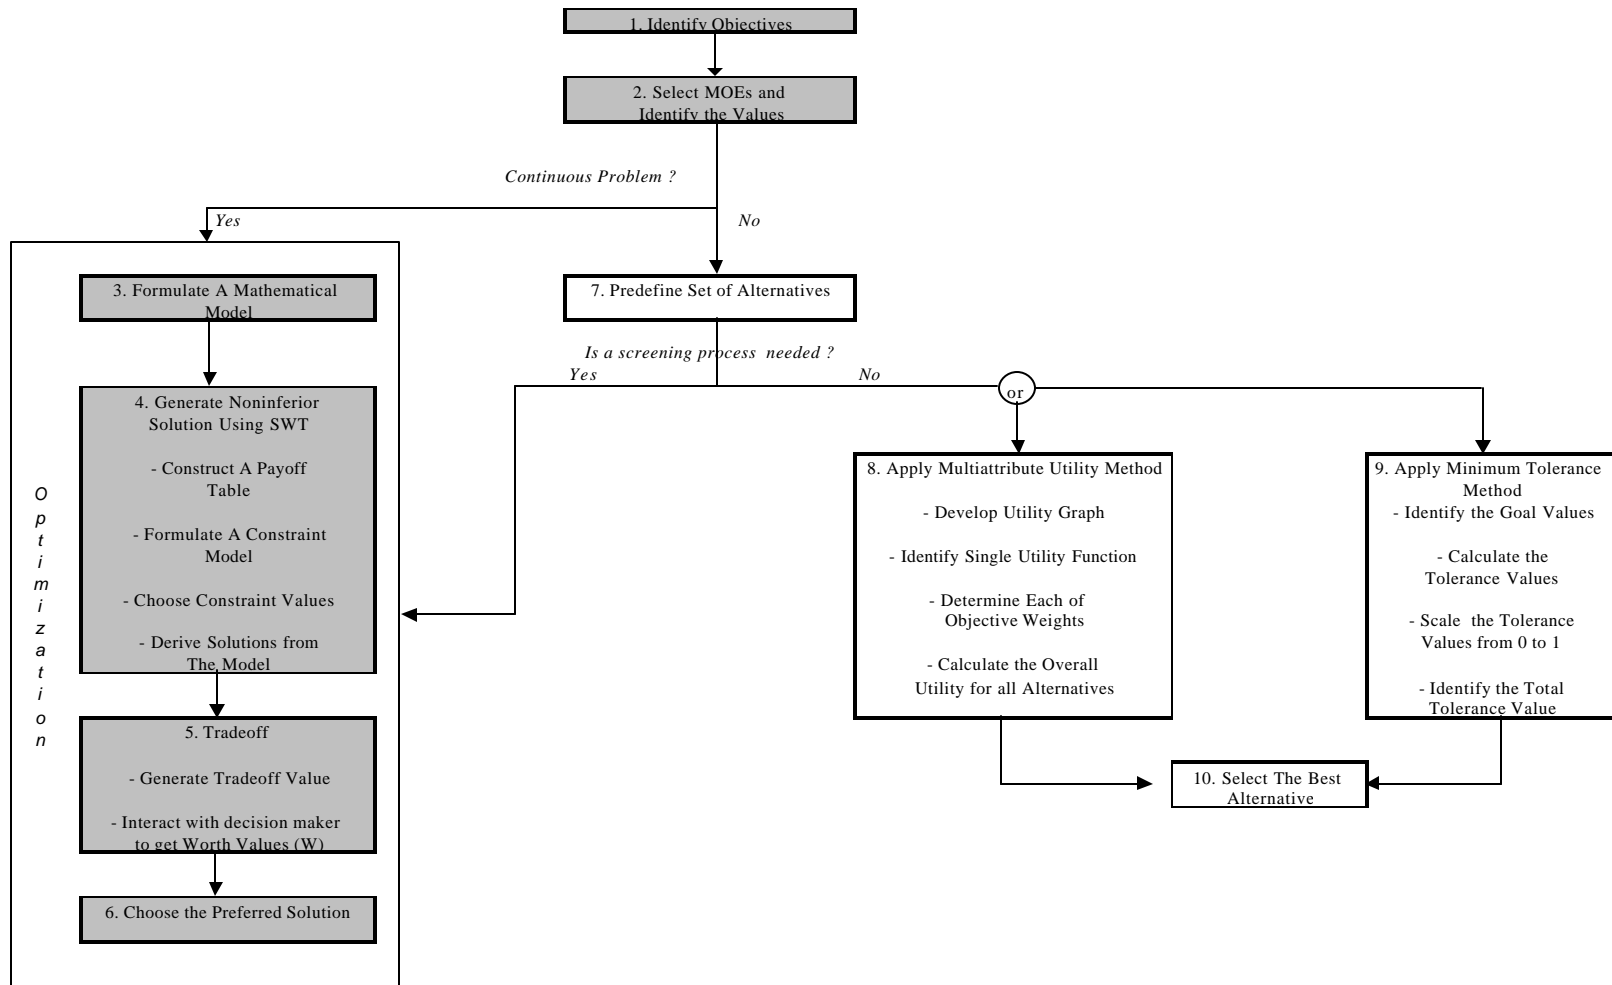 1. Identify Objectives
2. Select MOEs and
Identify the Values
Continuous Problem ?
Yes
No
3. Formulate A Mathematical
Model
7. Predefine Set of Alternatives
Is a screening process needed ?
Yes
No
or
4. Generate Noninferior
Solution Using SWT
- Construct A Payoff
Table
- Formulate A Constraint
Model
- Choose Constraint Values
- Derive Solutions from
The Model
Optimization
5. Tradeoff
- Generate Tradeoff Value
- Interact with decision maker
to get Worth Values (W)
6. Choose the Preferred Solution
8. Apply Multiattribute Utility Method
- Develop Utility Graph
- Identify Single Utility Function
- Determine Each of
Objective Weights
- Calculate the Overall
Utility for all Alternatives
9. Apply Minimum Tolerance
Method
- Identify the Goal Values
- Calculate the
Tolerance Values
- Scale the Tolerance
Values from 0 to 1
- Identify the Total
Tolerance Value
10. Select The Best
Alternative